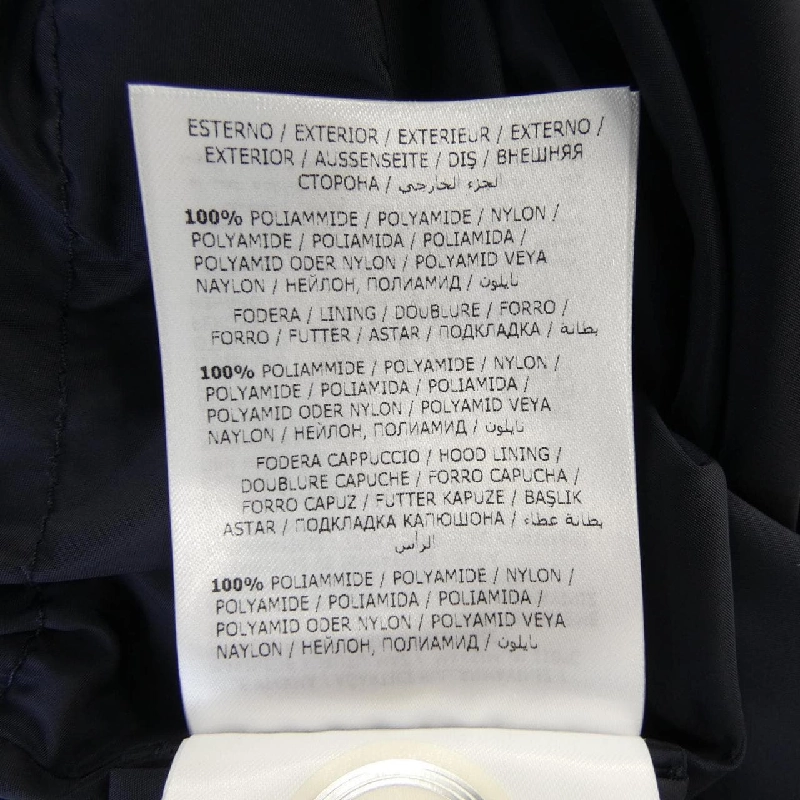 ESTERNO / EXTERIOR / EXTERIEUR / EXTERNO /
EXTERIOR / AUSSENSEITE / DIŞ / ВНЕШНЯЯ
СТОРОНА / الجزء الخارجي
100% POLIAMMIDE / POLYAMIDE / NYLON /
POLYAMIDE / POLIAMIDA / POLIAMIDA /
POLYAMID ODER NYLON / POLYAMID VEYA
NAYLON / НЕЙЛОН, ПОЛИАМИД / نايلون
FODERA / LINING / DOUBLURE / FORRO /
FORRO / FUTTER / ASTAR / ПОДКЛАДКА / بطانة
100% POLIAMMIDE / POLYAMIDE / NYLON /
POLYAMIDE / POLIAMIDA / POLIAMIDA /
POLYAMID ODER NYLON / POLYAMID VEYA
NAYLON / НЕЙЛОН, ПОЛИАМИД / نايلون
FODERA CAPPUCCIO / HOOD LINING /
DOUBLURE CAPUCHE / FORRO CAPUCHA /
FORRO CAPUZ / FUTTER KAPUZE / BAŞLIK
ASTAR / ПОДКЛАДКА КАПЮШОНА / بطانة غطاء
الرأس
100% POLIAMMIDE / POLYAMIDE / NYLON /
POLYAMIDE / POLIAMIDA / POLIAMIDA /
POLYAMID ODER NYLON / POLYAMID VEYA
NAYLON / НЕЙЛОН, ПОЛИАМИД / نايلون